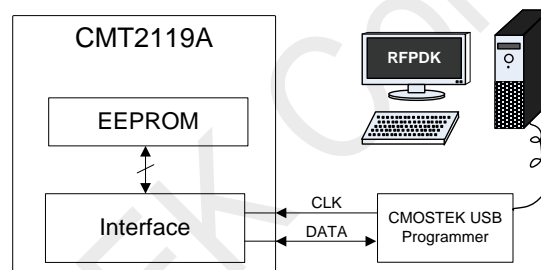 CMT2119A
RFPDK
EEPROM
Interface
CLK
DATA
CMOSTEK USB
Programmer